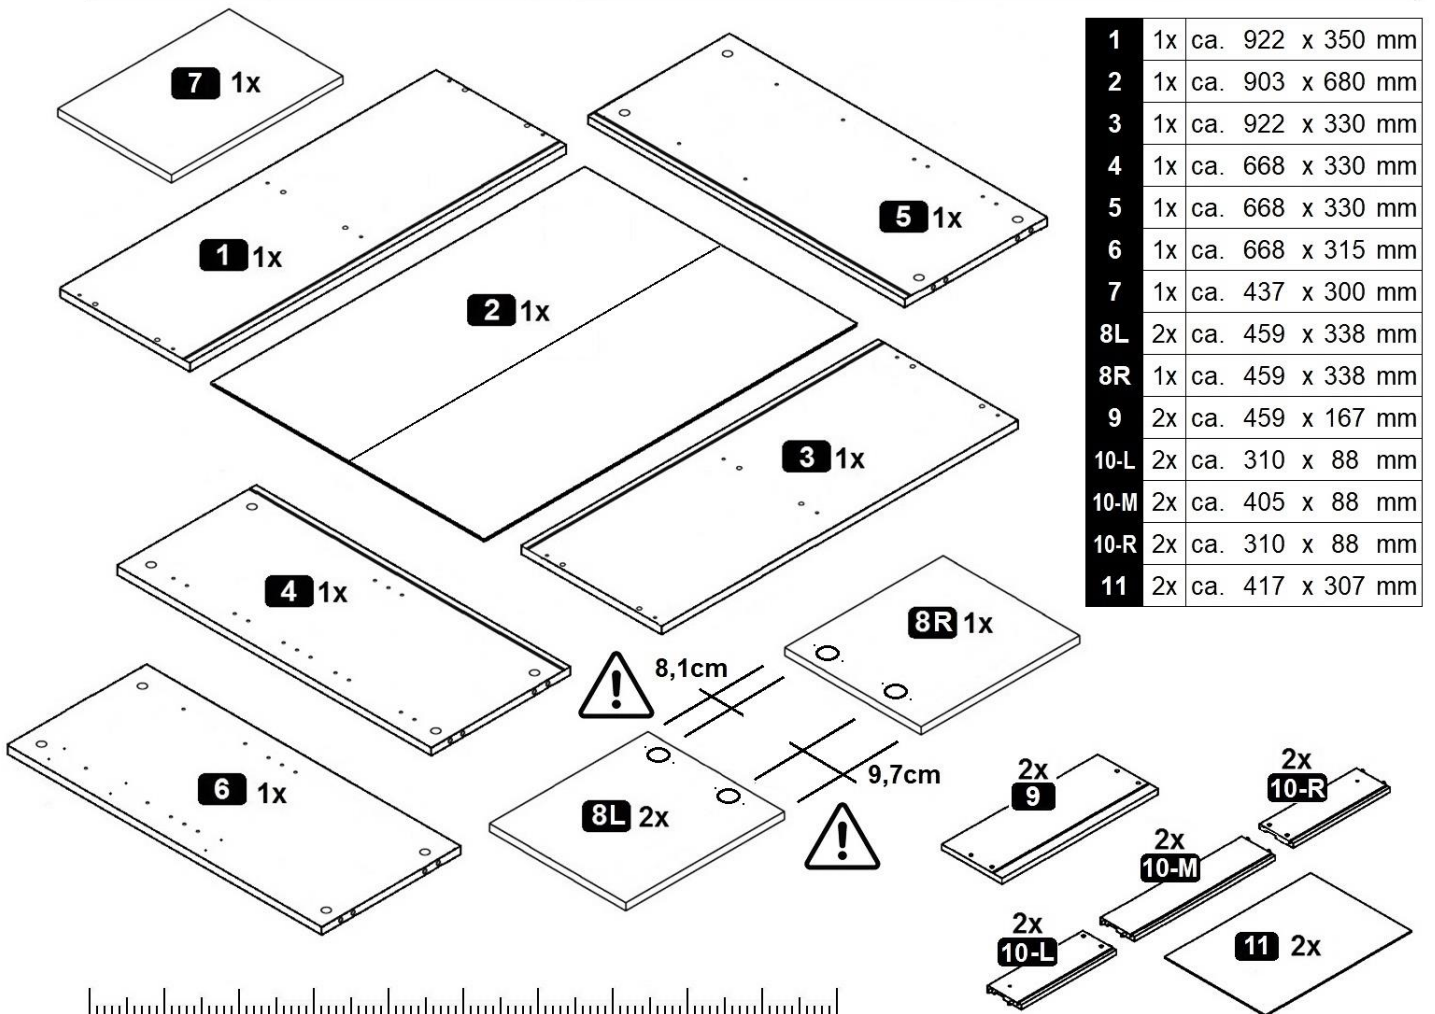 7 1x
1 1x
2 1x
5 1x
3 1x
4 1x
6 1x
8R 1x
8,1cm
9,7cm
8L 2x
2x
9
2x
10-R
2x
10-M
2x
10-L
11 2x
1 1x ca. 922 x 350 mm
2 1x ca. 903 x 680 mm
3 1x ca. 922 x 330 mm
4 1x ca. 668 x 330 mm
5 1x ca. 668 x 330 mm
6 1x ca. 668 x 315 mm
7 1x ca. 437 x 300 mm
8L 2x ca. 459 x 338 mm
8R 1x ca. 459 x 338 mm
9 2x ca. 459 x 167 mm
10-L 2x ca. 310 x 88 mm
10-M 2x ca. 405 x 88 mm
10-R 2x ca. 310 x 88 mm
11 2x ca. 417 x 307 mm